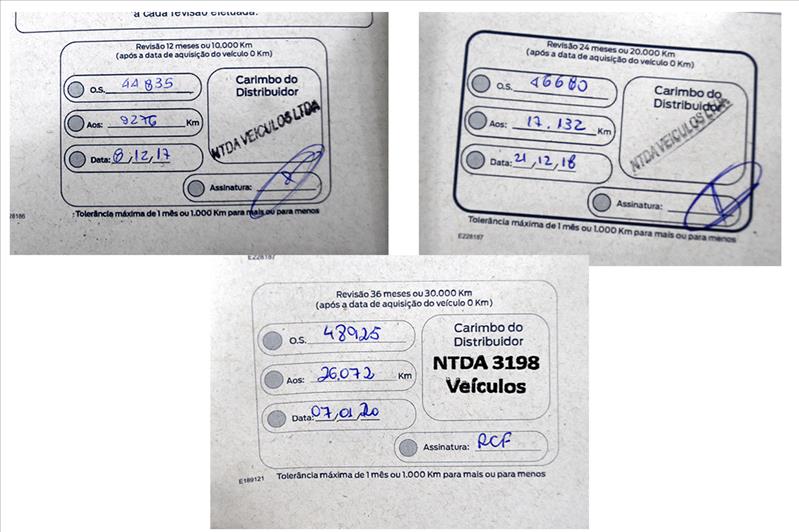 a cada revisão efetuada.
Revisão 12 meses ou 10.000 Km
(após a data de aquisição do veículo 0 Km)
O.S. 44835
Aos: 9276 Km
Data: 8,12,17
Carimbo do
Distribuidor
NTDA VEICULOS LTDA
Assinatura:
Tolerância máxima de 1 mês ou 1.000 Km para mais ou para menos
Revisão 24 meses ou 20.000 Km
(após a data de aquisição do veículo 0 Km)
O.S. 46680
Aos: 17.132 Km
Data: 21,12,18
Carimbo do
Distribuidor
NTDA VEICULOS LTDA
Assinatura:
Tolerância máxima de 1 mês ou 1.000 Km para mais ou para menos
E228187
E228187
Revisão 36 meses ou 30.000 Km
(após a data de aquisição do veículo 0 Km)
O.S. 48925
Aos: 26.072 Km
Data: 07,01,20
Carimbo do
Distribuidor
NTDA 3198
Veículos
Assinatura: RCF
E189121
Tolerância máxima de 1 mês ou 1.000 Km para mais ou para menos